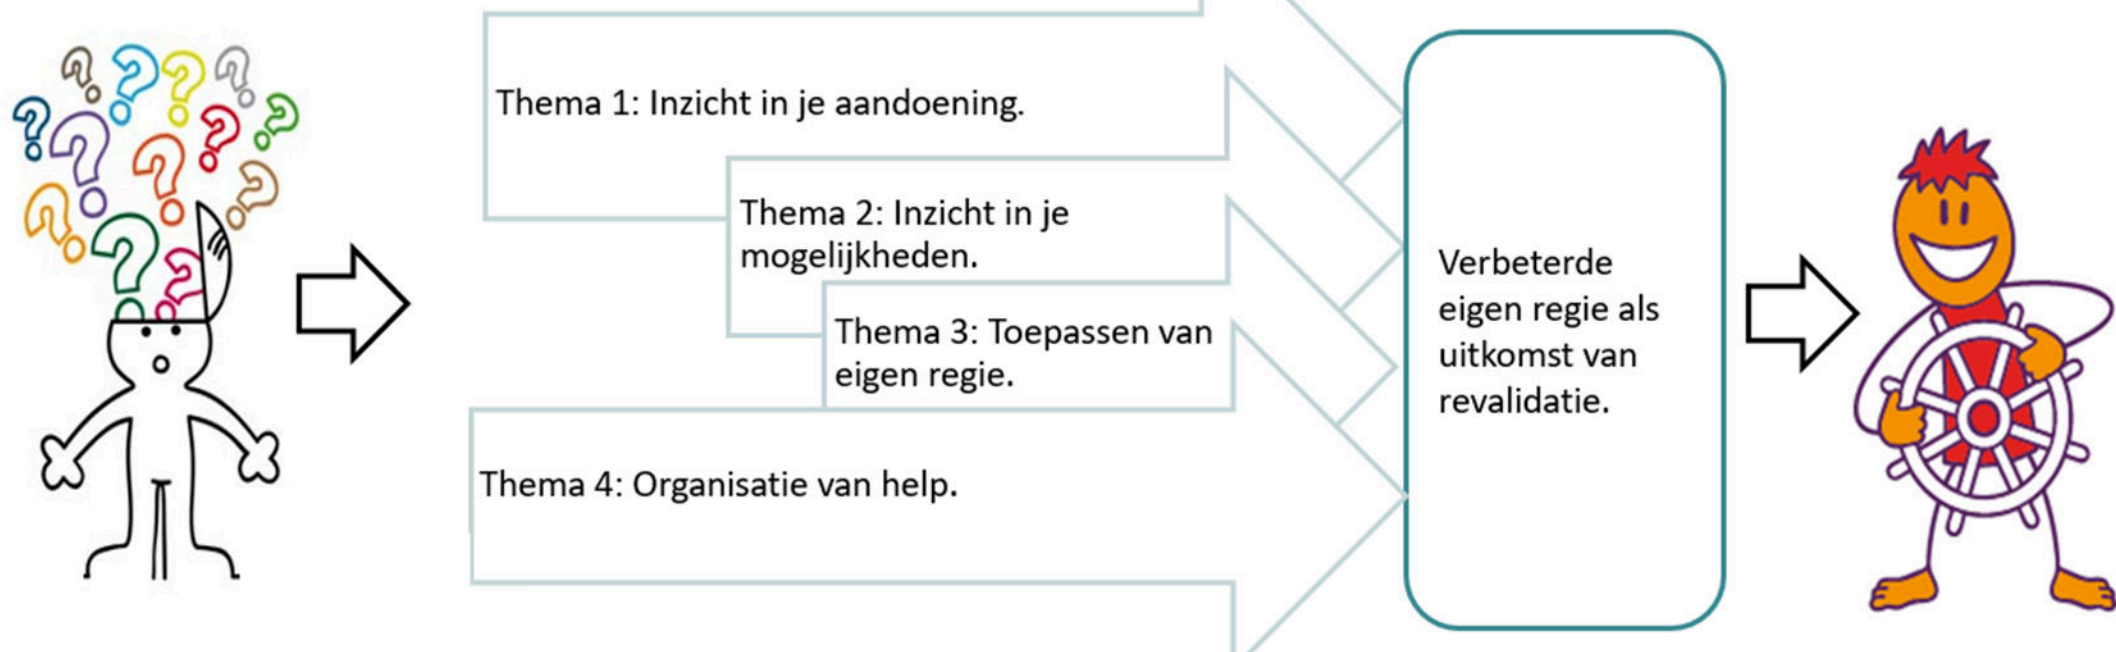 Thema 1: Inzicht in je aandoening.
Thema 2: Inzicht in je
mogelijkheden.
Thema 3: Toepassen van
eigen regie.
Thema 4: Organisatie van help.
Verbeterde
eigen regie als
uitkomst van
revalidatie.